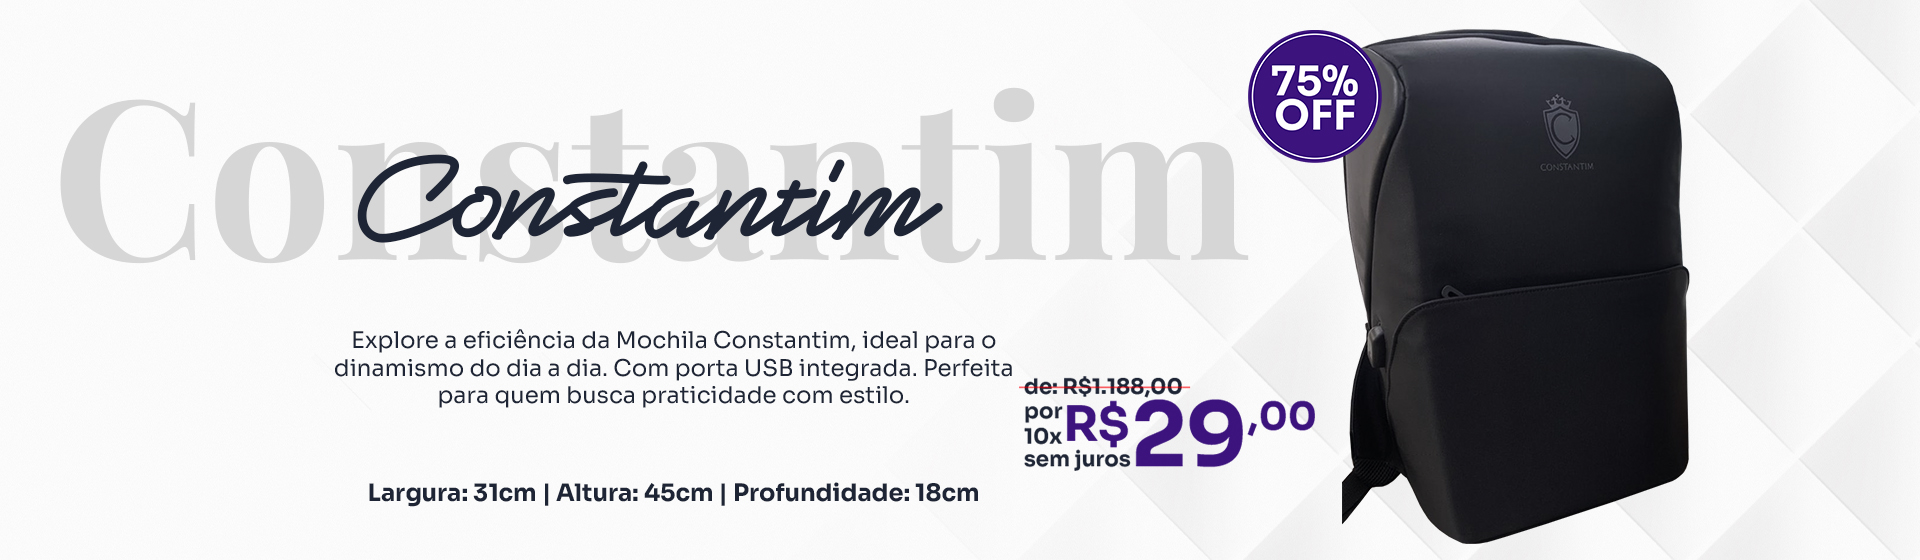 Constantim
Constantim
Explore a eficiência da Mochila Constantim, ideal para o
dinamismo do dia a dia. Com porta USB integrada. Perfeita
para quem busca praticidade com estilo.
Largura: 31cm | Altura: 45cm | Profundidade: 18cm
de: R$1.188,00
por
10x
sem juros
R$29,00
75%
OFF
C
CONSTANTIM